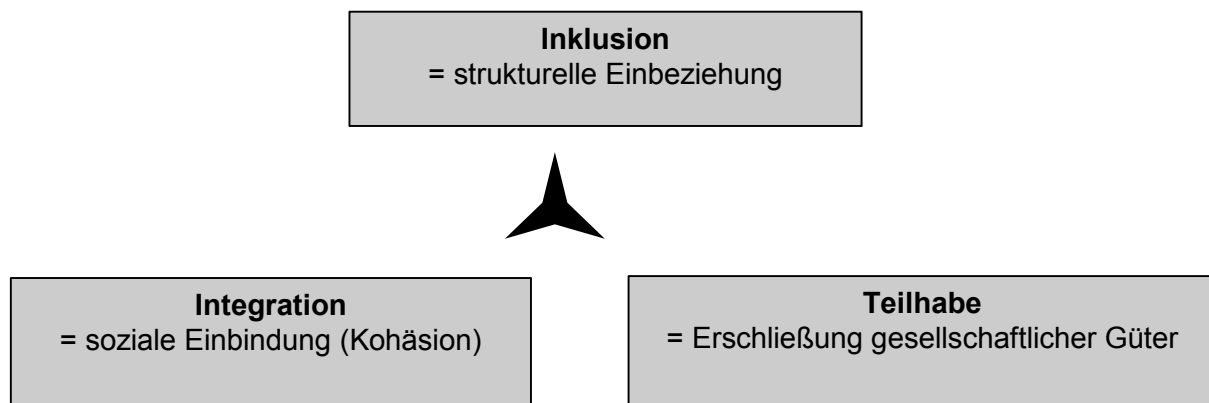 Inklusion
= strukturelle Einbeziehung
Integration
= soziale Einbindung (Kohäsion)
Teilhabe
= Erschließung gesellschaftlicher Güter